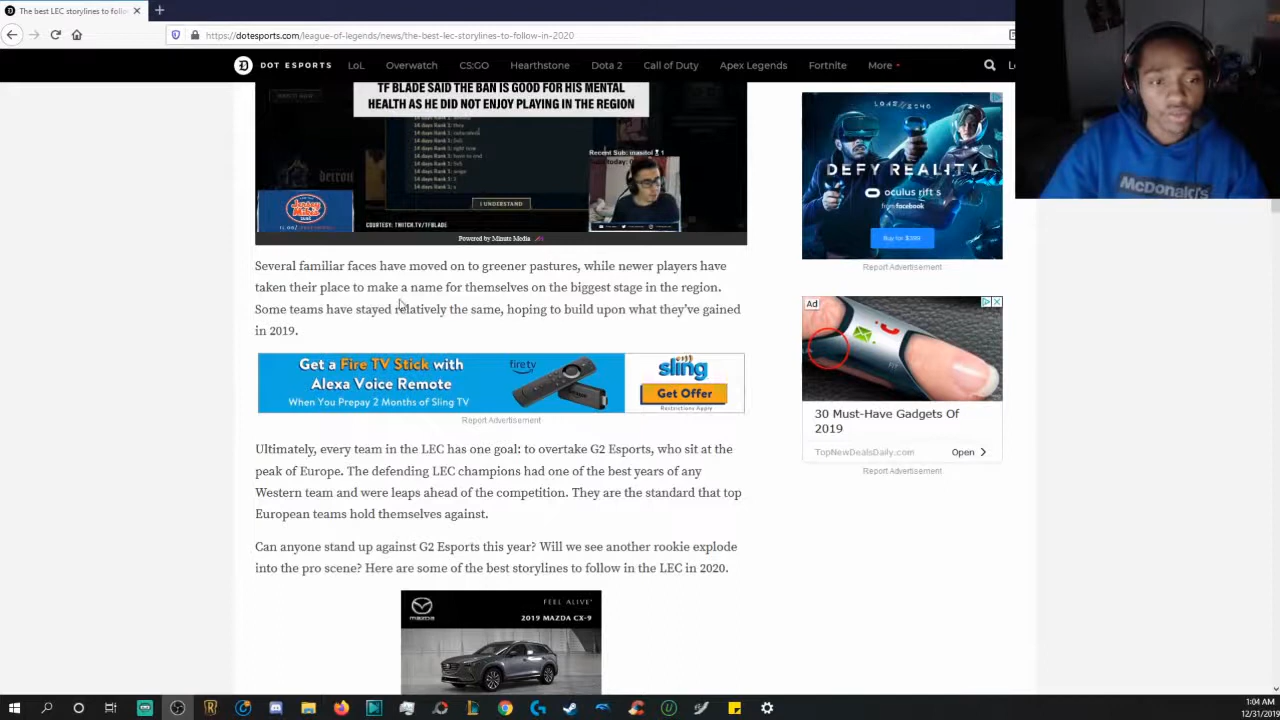 The best LEC storylines to follo
https://dotesports.com/league-of-legends/news/the-best-lec-storylines-to-follow-in-2020
DOT ESPORTS LoL Overwatch CS:GO Hearthstone Dota 2 Call of Duty Apex Legends Fortnite More
TF BLADE SAID THE BAN IS GOOD FOR HIS MENTAL
HEALTH AS HE DID NOT ENJOY PLAYING IN THE REGION
I UNDERSTAND
COURTESY: TWITCH.TV/TFBLADE
Powered by Minute Media
Several familiar faces have moved on to greener pastures, while newer players have
taken their place to make a name for themselves on the biggest stage in the region.
Some teams have stayed relatively the same, hoping to build upon what they've gained
in 2019.
Get a Fire TV Stick with
Alexa Voice Remote
When You Prepay 2 Months of Sling TV
fire tv
sling
Get Offer
Restrictions Apply
Report Advertisement
Ultimately, every team in the LEC has one goal: to overtake G2 Esports, who sit at the
peak of Europe. The defending LEC champions had one of the best years of any
Western team and were leaps ahead of the competition. They are the standard that top
European teams hold themselves against.
Can anyone stand up against G2 Esports this year? Will we see another rookie explode
into the pro scene? Here are some of the best storylines to follow in the LEC in 2020.
FEEL ALIVE
mazda
2019 MAZDA CX-9
DEFY REALITY
oculus rift s
from facebook
Buy for $399
Report Advertisement
Ad
30 Must-Have Gadgets Of
2019
TopNewDealsDaily.com Open
Report Advertisement
McDonald's
1:04 AM
12/31/2019